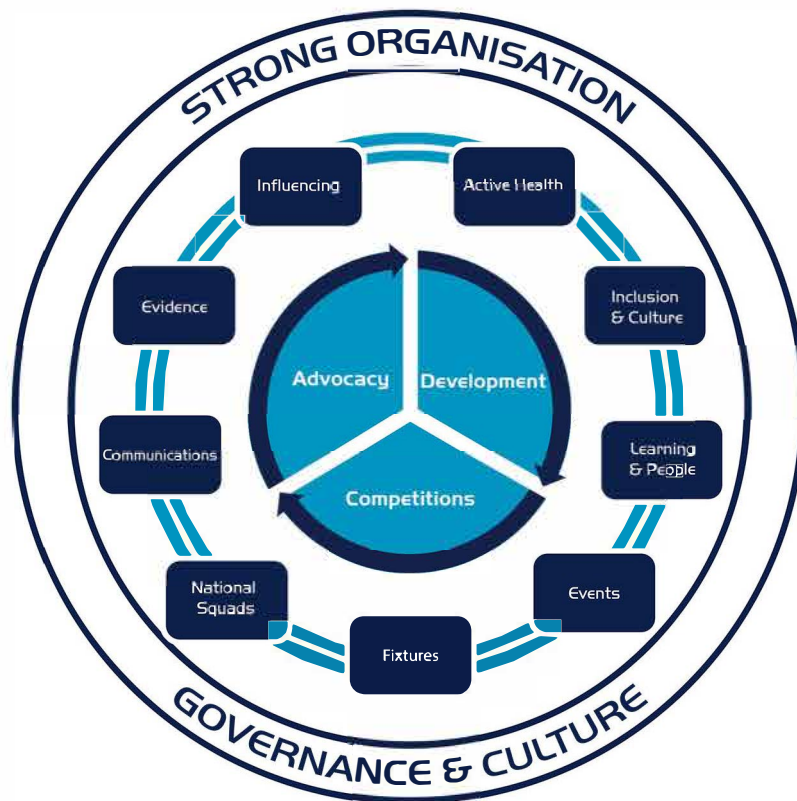 STRONG ORGANISATION
Influencing
Active Health
Evidence
Inclusion
& Culture
Advocacy
Development
Communications
Learning
& People
Competitions
National
Squads
Events
Fixtures
GOVERNANCE & CULTURE